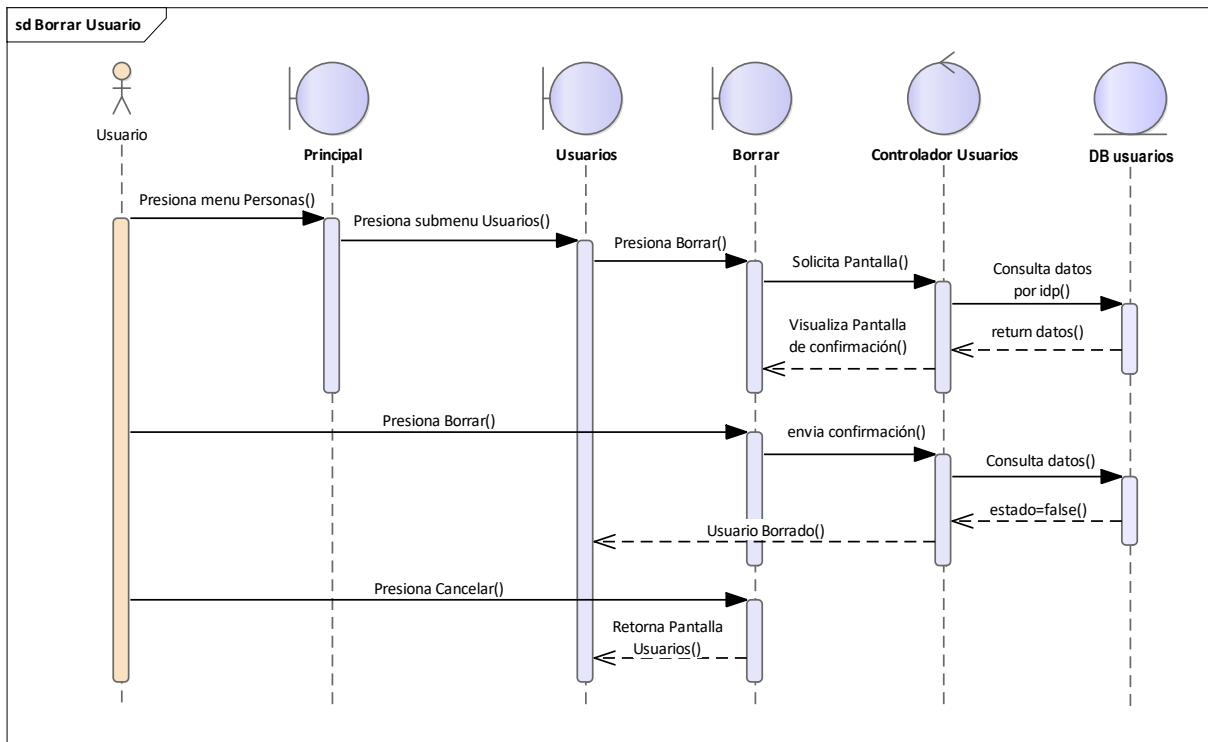 sd Borrar Usuario
Usuario
Principal
Usuarios
Borrar
Controlador Usuarios
DB usuarios
Presiona menu Personas()
Presiona submenu Usuarios()
Presiona Borrar()
Solicita Pantalla()
Consulta datos
por idp()
return datos()
Visualiza Pantalla
de confirmación()
Presiona Borrar()
envia confirmación()
Consulta datos()
estado=false()
Usuario Borrado()
Presiona Cancelar()
Retorna Pantalla
Usuarios()